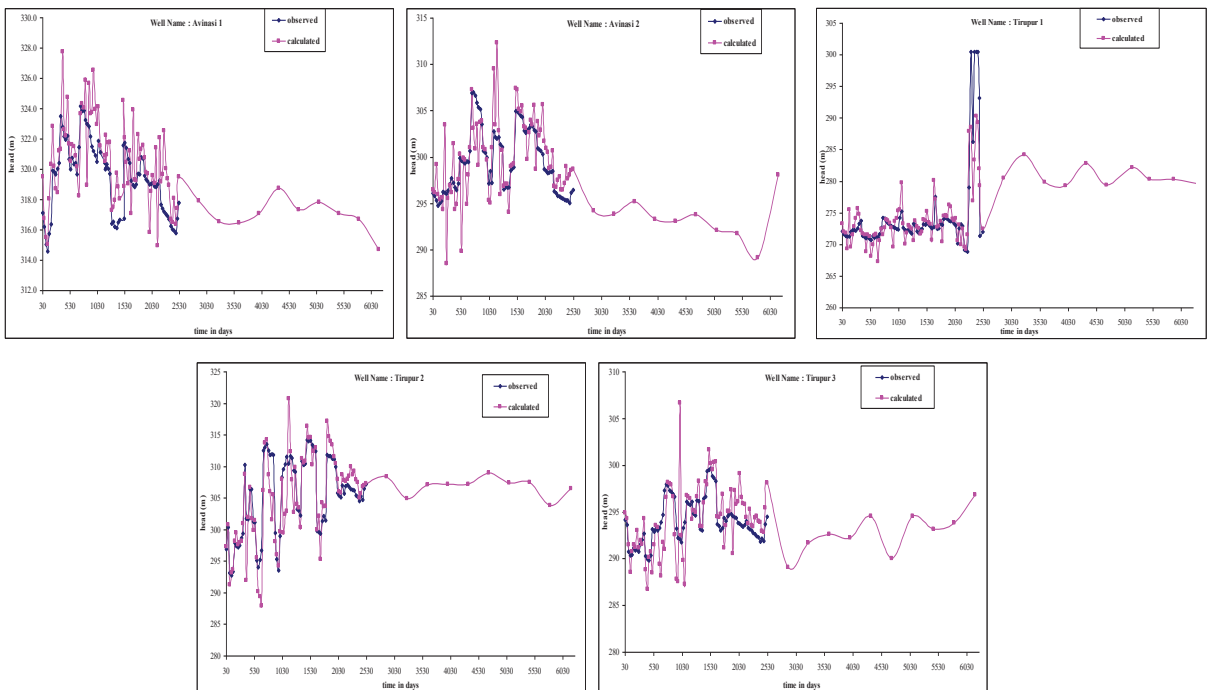 Well Name : Avinasi 1
observed
calculated
330.0
328.0
326.0
324.0
322.0
320.0
318.0
316.0
314.0
312.0
head (m)
30 530 1030 1530 2030 2530 3030 3530 4030 4530 5030 5530 6030
time in days
Well Name : Avinasi 2
observed
calculated
315
310
305
300
295
290
285
head (m)
30 530 1030 1530 2030 2530 3030 3530 4030 4530 5030 5530 6030
time in days
Well Name : Tirupur 1
observed
calculated
305
300
295
290
285
280
275
270
265
260
head (m)
30 530 1030 1530 2030 2530 3030 3530 4030 4530 5030 5530 6030
time in days
Well Name : Tirupur 2
observed
calculated
325
320
315
310
305
300
295
290
285
280
head (m)
30 530 1030 1530 2030 2530 3030 3530 4030 4530 5030 5530 6030
time in days
Well Name : Tirupur 3
observed
calculated
310
305
300
295
290
285
280
head (m)
30 530 1030 1530 2030 2530 3030 3530 4030 4530 5030 5530 6030
time in days